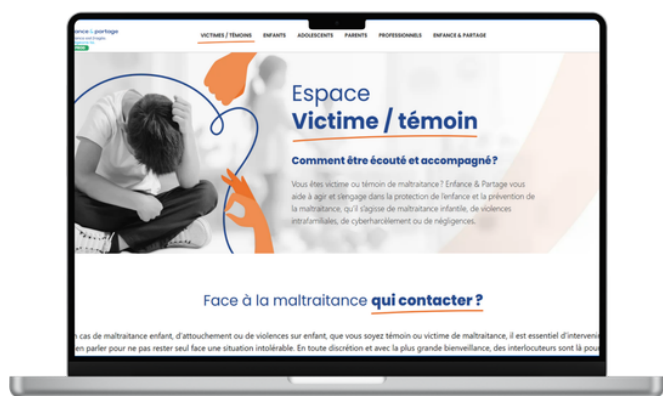 ance & partage
VICTIMES / TÉMOINS ENFANTS ADOLESCENTS PARENTS PROFESSIONNELS ENFANCE & PARTAGE
Espace
Victime / témoin
Comment être écouté et accompagné ?
Vous êtes victime ou témoin de maltraitance ? Enfance & Partage vous
aide à agir et s'engage dans la protection de l'enfance et la prévention de
la maltraitance, qu'il s'agisse de maltraitance infantile, de violences
intrafamiliales, de cyberharcèlement ou de négligences.
Face à la maltraitance qui contacter ?
n cas de maltraitance enfant, d'attouchement ou de violences sur enfant, que vous soyez témoin ou victime de maltraitance, il est essentiel d'interveni
en parler pour ne pas rester seul face une situation intolérable. En toute discrétion et avec la plus grande bienveillance, des interlocuteurs sont là pour